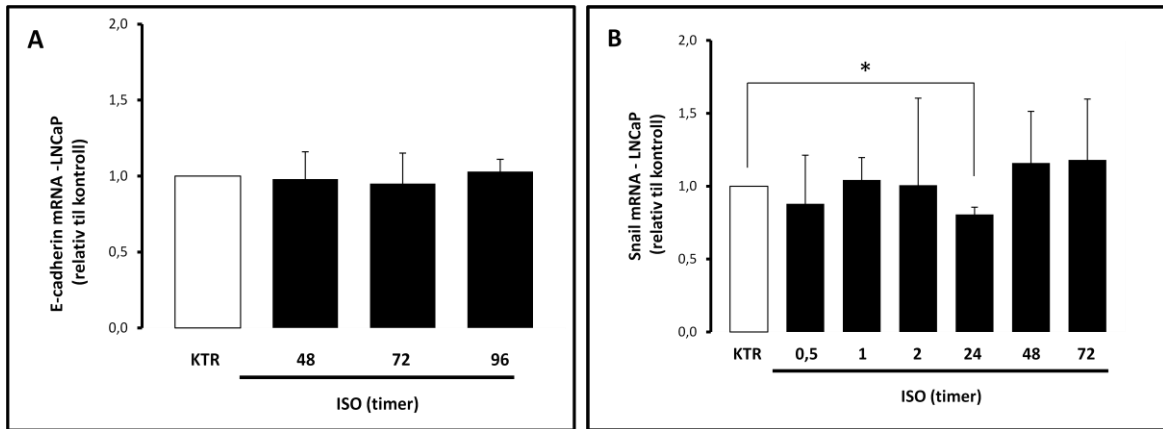 A
E-cadherin mRNA -LNCaP
(relativ til kontroll)
2,0
1,5
1,0
0,5
0,0
KTR 48 72 96
ISO (timer)
B
Snail mRNA - LNCaP
(relativ til kontroll)
2,0
1,5
1,0
0,5
0,0
*
KTR 0,5 1 2 24 48 72
ISO (timer)